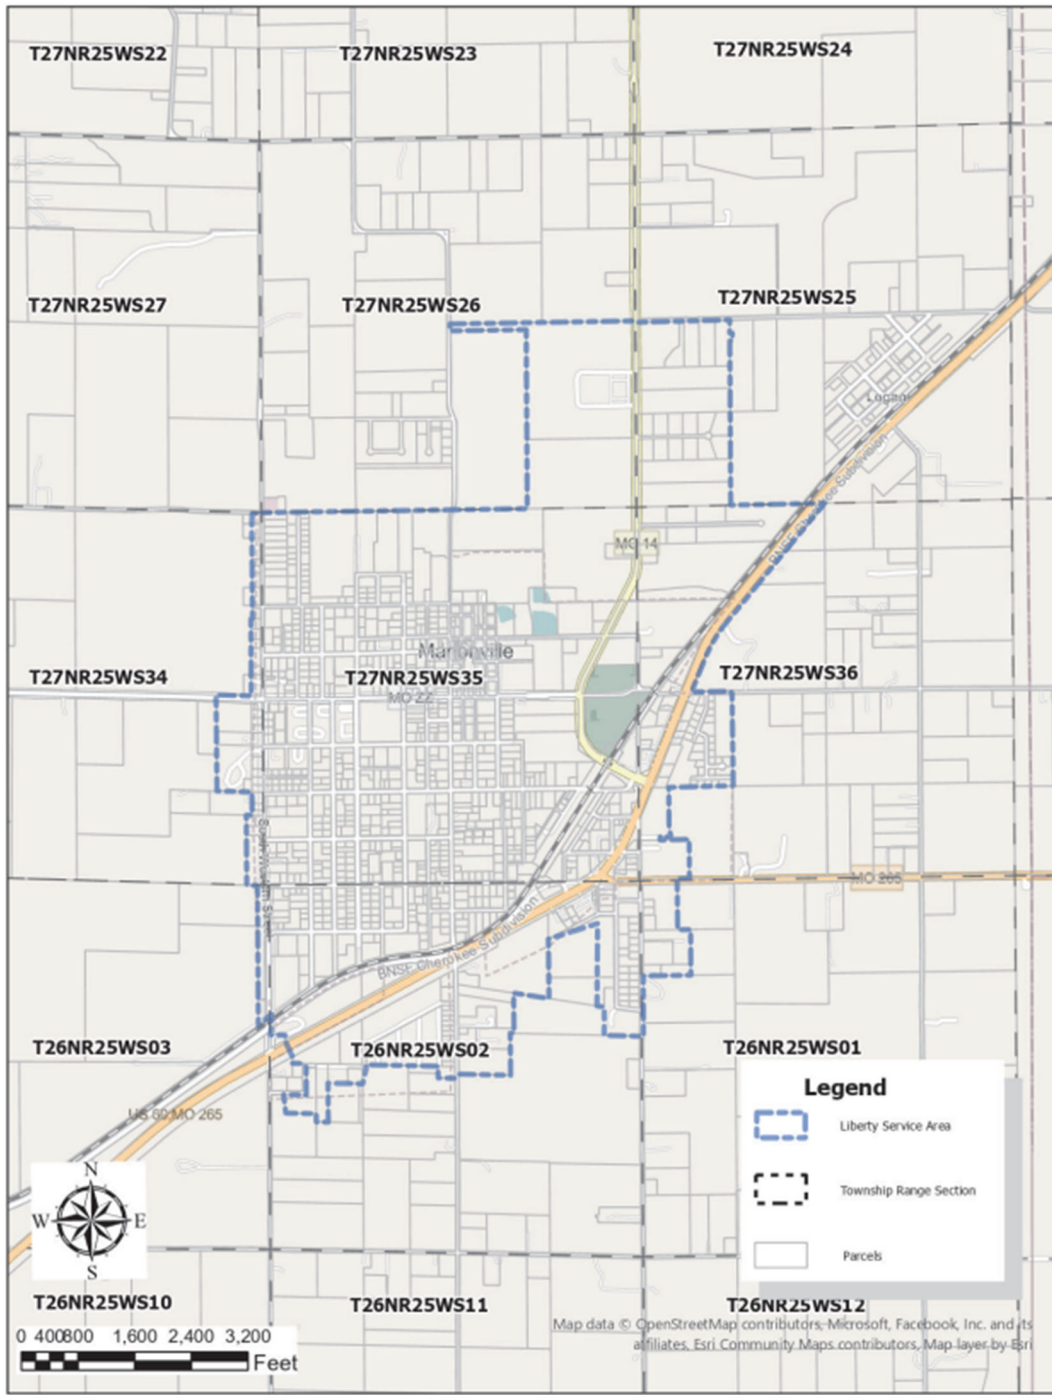 T27NR25WS22
T27NR25WS23
T27NR25WS24
T27NR25WS27
T27NR25WS26
T27NR25WS25
Logan
BNSF Cherokee Subdivision
MO 14
Marionville
T27NR25WS34
T27NR25WS35
T27NR25WS36
MO ZZ
MO 265
BNSF Cherokee Subdivision
T26NR25WS03
T26NR25WS02
T26NR25WS01
US 60;MO 265
Legend
Liberty Service Area
Township Range Section
Parcels
N
W
E
S
T26NR25WS10
T26NR25WS11
T26NR25WS12
0 400800 1,600 2,400 3,200
Feet
Map data © OpenStreetMap contributors, Microsoft, Facebook, Inc. and its
affiliates, Esri Community Maps contributors, Map layer by Esri